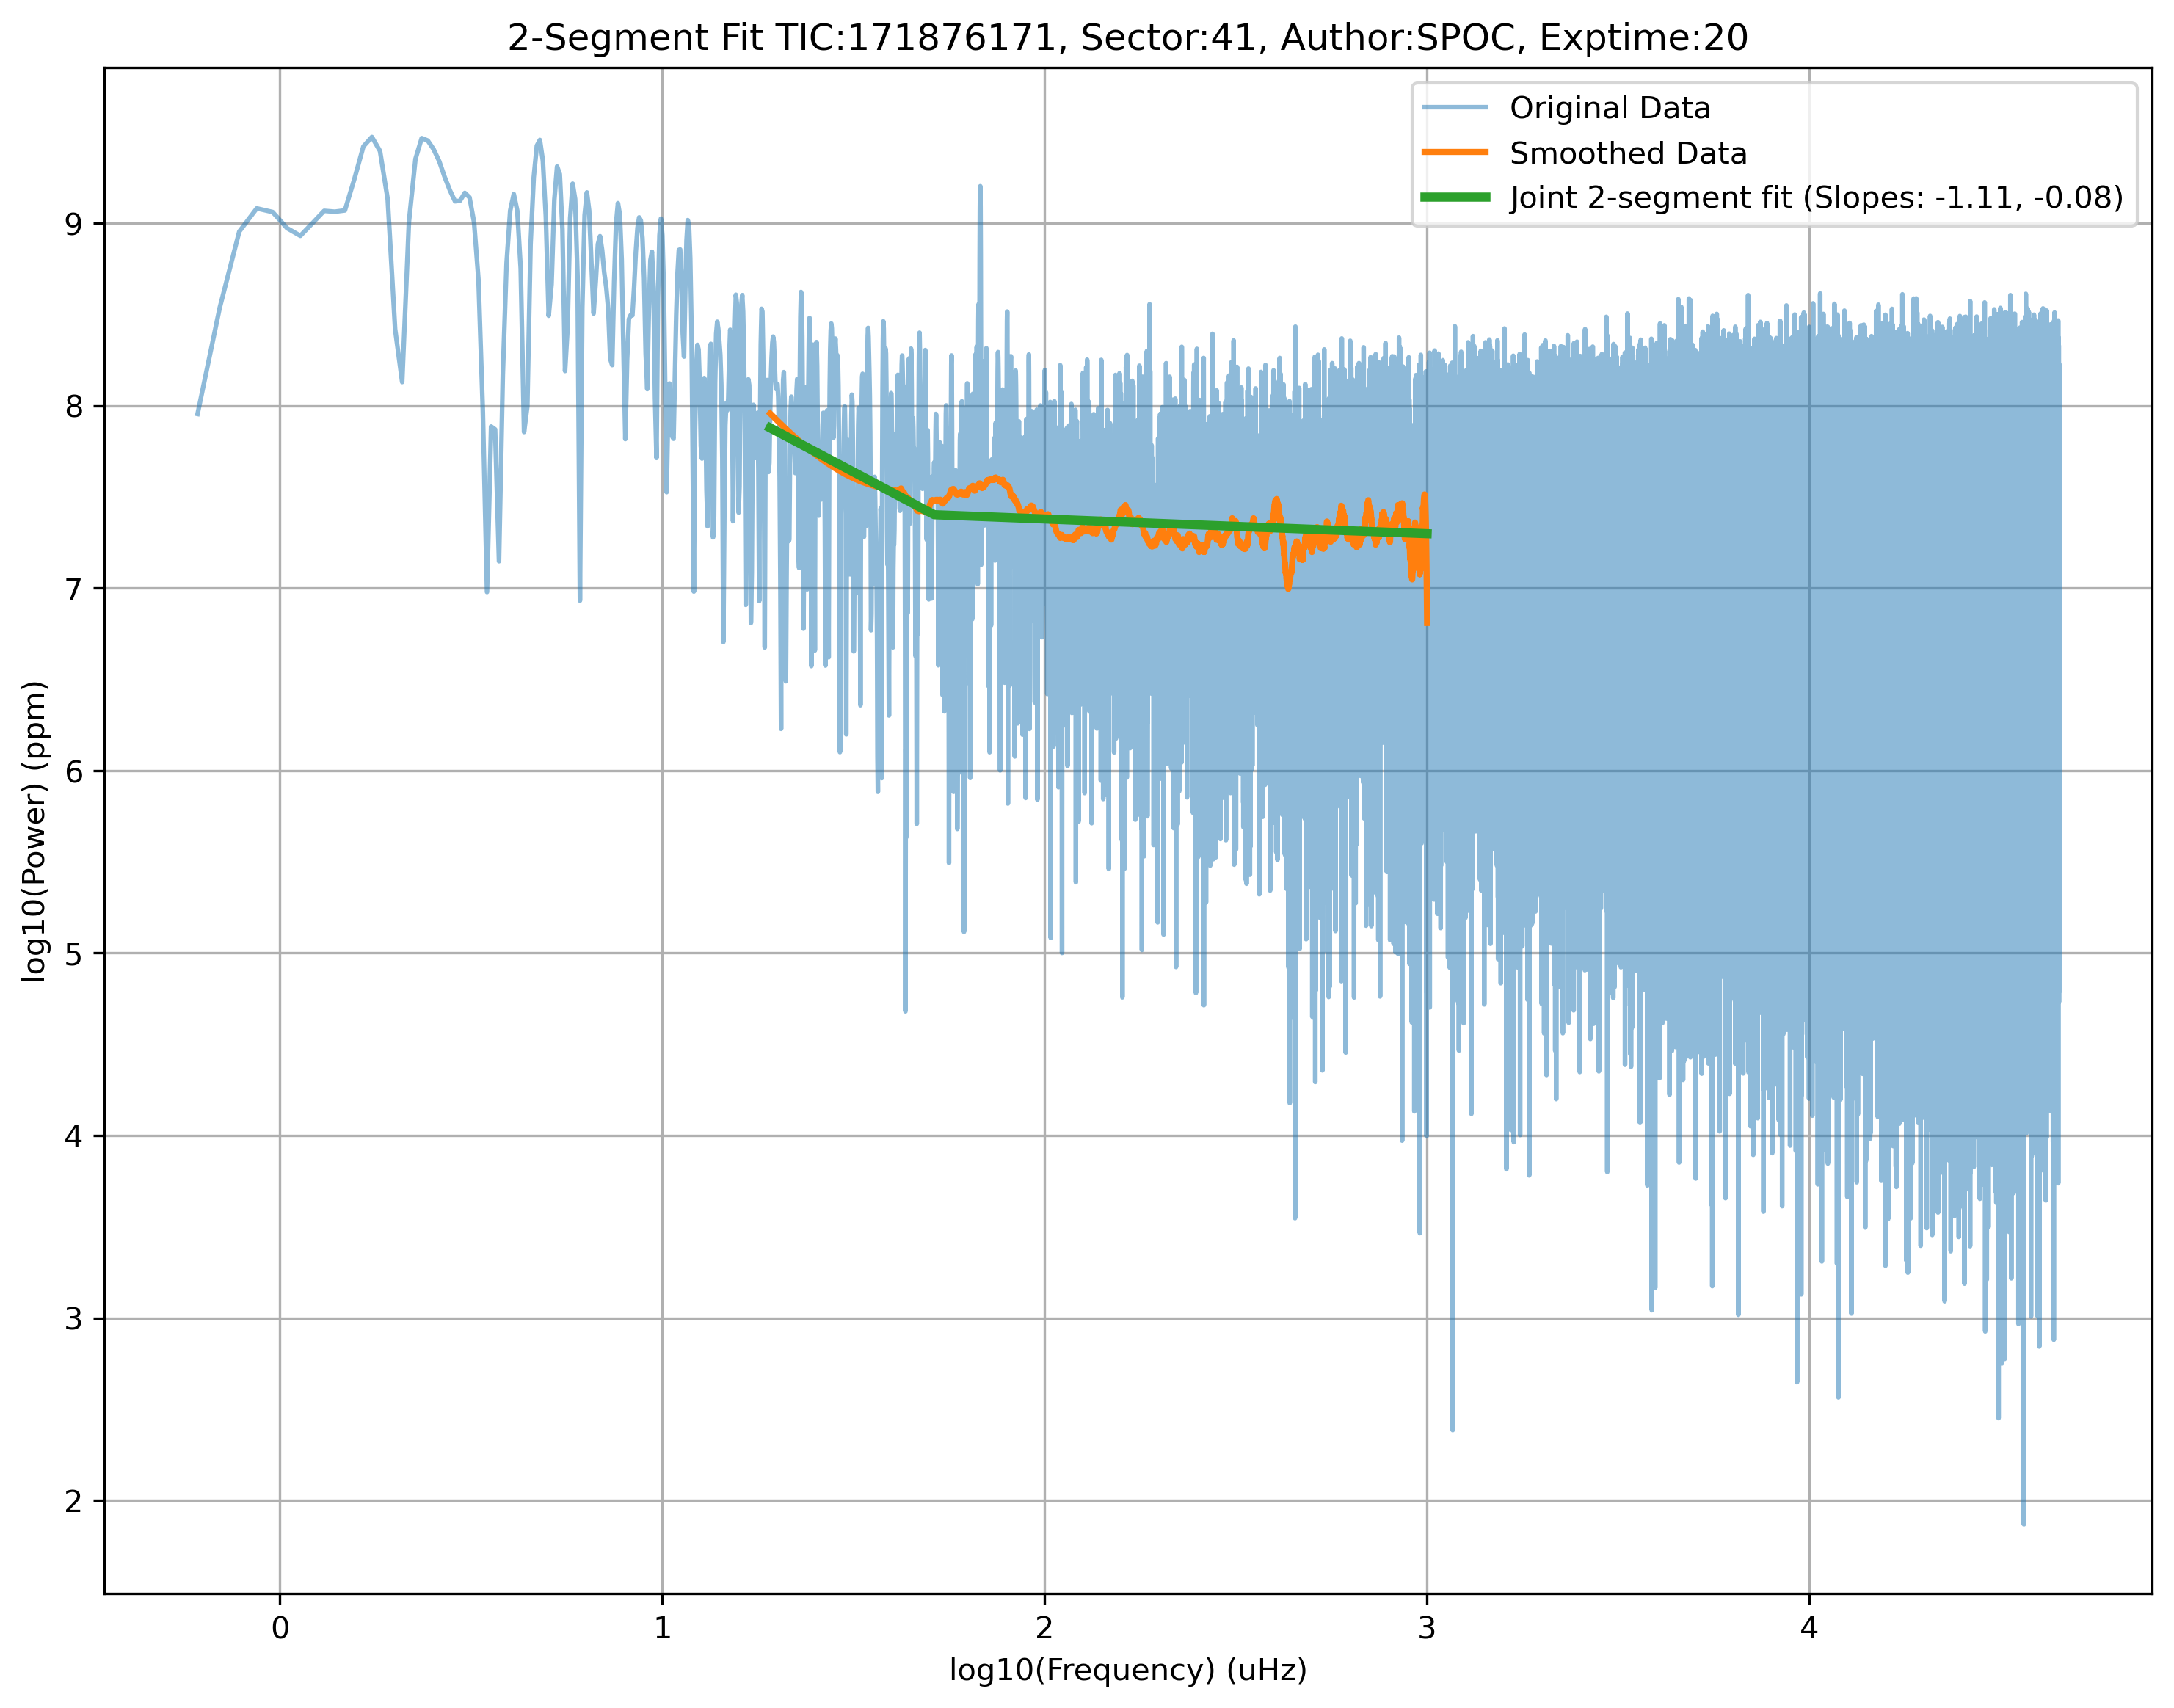 2-Segment Fit TIC:171876171, Sector:41, Author:SPOC, Exptime:20
Original Data
Smoothed Data
Joint 2-segment fit (Slopes: -1.11, -0.08)
log10(Power) (ppm)
9
8
7
6
5
4
3
2
0 1 2 3 4
log10(Frequency) (uHz)